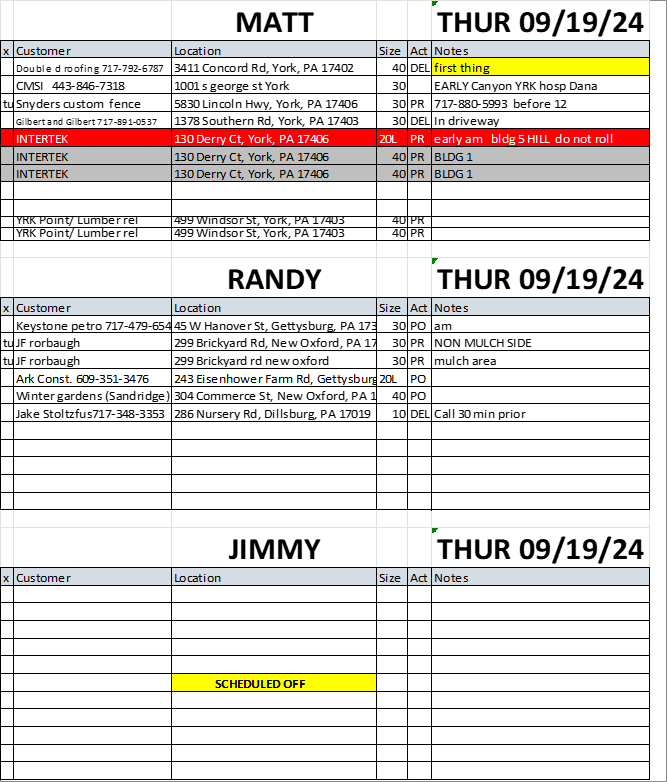 MATT THUR 09/19/24
x Customer Location Size Act Notes
Double d roofing 717-792-6787 3411 Concord Rd, York, PA 17402 40 DEL first thing
CMSI 443-846-7318 1001 s george st York 30 EARLY Canyon YRK hosp Dana
tu Snyders custom fence 5830 Lincoln Hwy, York, PA 17406 30 PR 717-880-5993 before 12
Gilbert and Gilbert 717-891-0537 1378 Southern Rd, York, PA 17403 30 DEL In driveway
INTERTEK 130 Derry Ct, York, PA 17406 20L PR early am bldg 5 HILL do not roll
INTERTEK 130 Derry Ct, York, PA 17406 40 PR BLDG 1
INTERTEK 130 Derry Ct, York, PA 17406 40 PR BLDG 1
YRK Point/ Lumber rel 499 Windsor St, York, PA 17403 40 PR
YRK Point/ Lumber rel 499 Windsor St, York, PA 17403 40 PR
RANDY THUR 09/19/24
x Customer Location Size Act Notes
Keystone petro 717-479-654 45 W Hanover St, Gettysburg, PA 173 30 PO am
tu JF rorbaugh 299 Brickyard Rd, New Oxford, PA 17 30 PR NON MULCH SIDE
tu JF rorbaugh 299 Brickyard rd new oxford 30 PR mulch area
Ark Const. 609-351-3476 243 Eisenhower Farm Rd, Gettysburg 20L PO
Winter gardens (Sandridge) 304 Commerce St, New Oxford, PA 1 40 PO
Jake Stoltzfus717-348-3353 286 Nursery Rd, Dillsburg, PA 17019 10 DEL Call 30 min prior
JIMMY THUR 09/19/24
x Customer Location Size Act Notes
SCHEDULED OFF